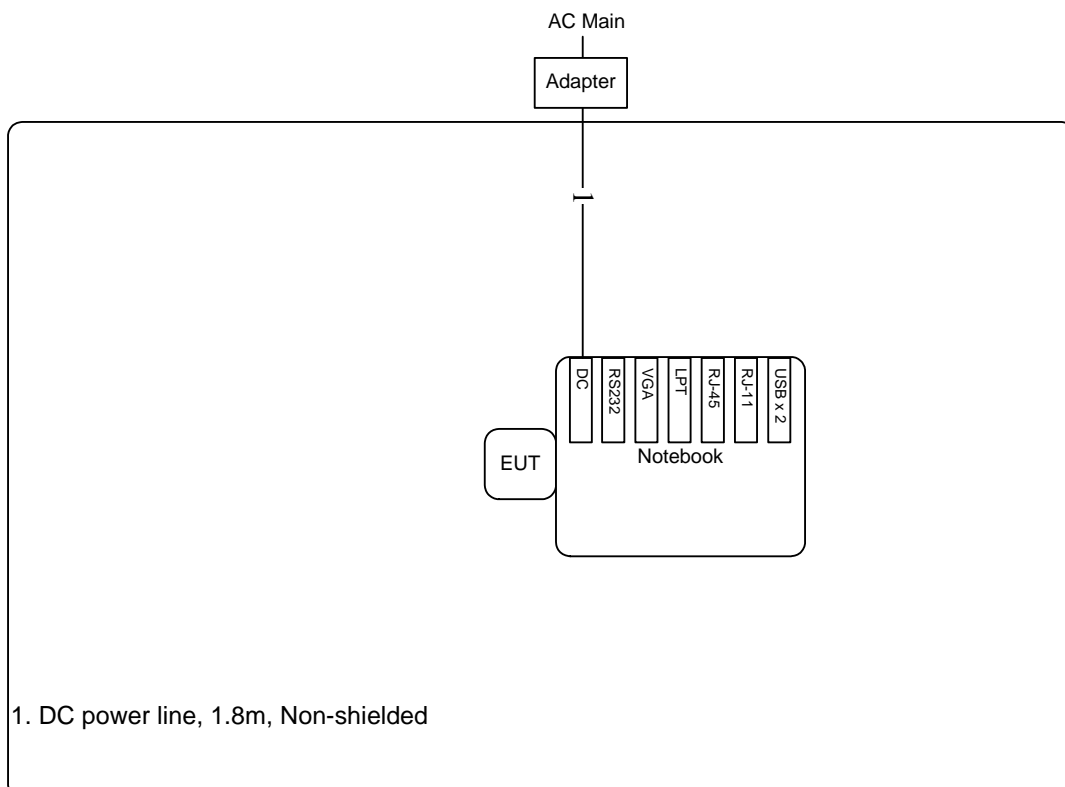 AC Main
Adapter
1
DC
RS232
VGA
LPT
RJ-45
RJ-11
USB x 2
EUT
Notebook
1. DC power line, 1.8m, Non-shielded